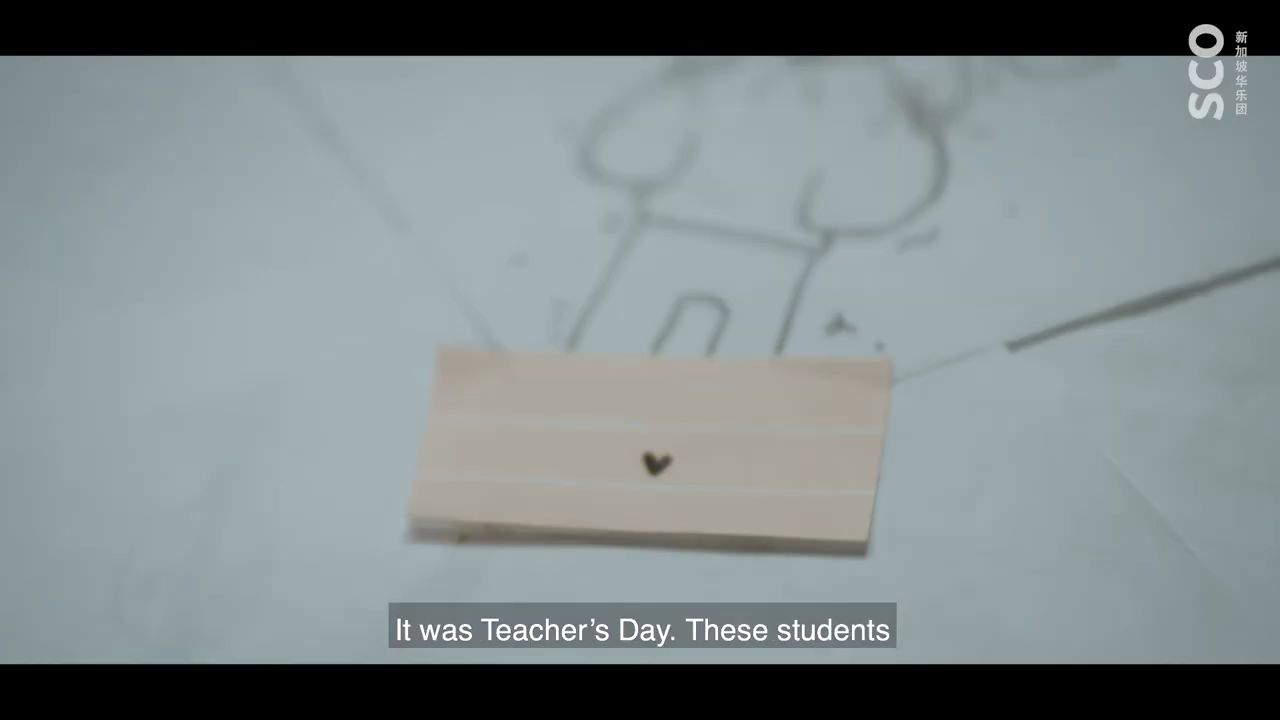 SCO
新加坡华乐团
It was Teacher’s Day. These students